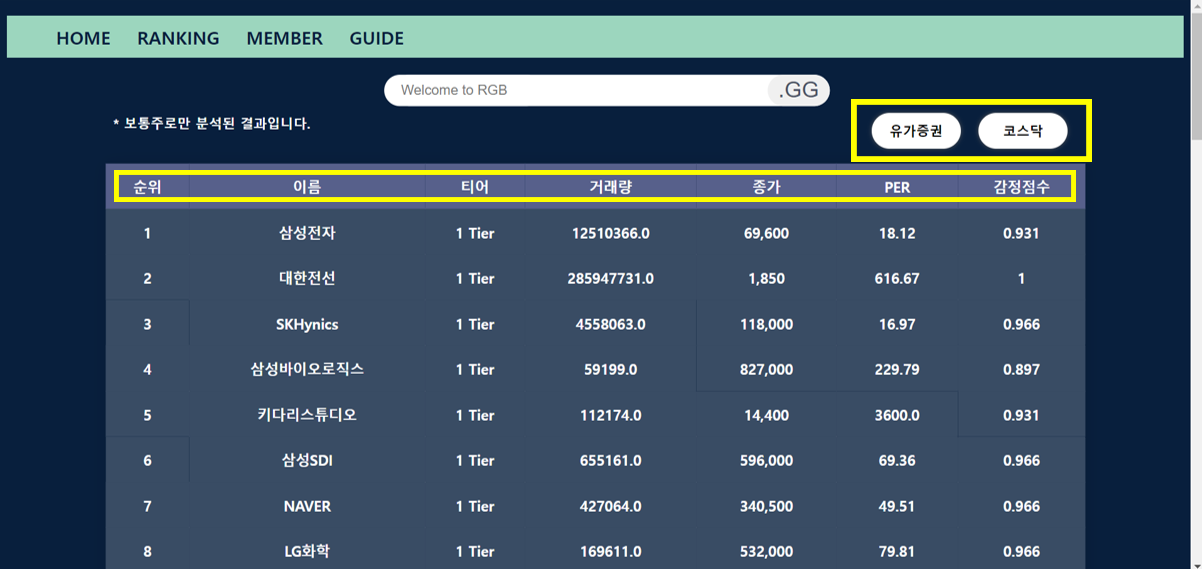 HOME RANKING MEMBER GUIDE
Welcome to RGB .GG
* 보통주로만 분석된 결과입니다.
유가증권 코스닥
순위 이름 티어 거래량 종가 PER 감정점수
1 삼성전자 1 Tier 12510366.0 69,600 18.12 0.931
2 대한전선 1 Tier 285947731.0 1,850 616.67 1
3 SKHynics 1 Tier 4558063.0 118,000 16.97 0.966
4 삼성바이오로직스 1 Tier 59199.0 827,000 229.79 0.897
5 키다리스튜디오 1 Tier 112174.0 14,400 3600.0 0.931
6 삼성SDI 1 Tier 655161.0 596,000 69.36 0.966
7 NAVER 1 Tier 427064.0 340,500 49.51 0.966
8 LG화학 1 Tier 169611.0 532,000 79.81 0.966